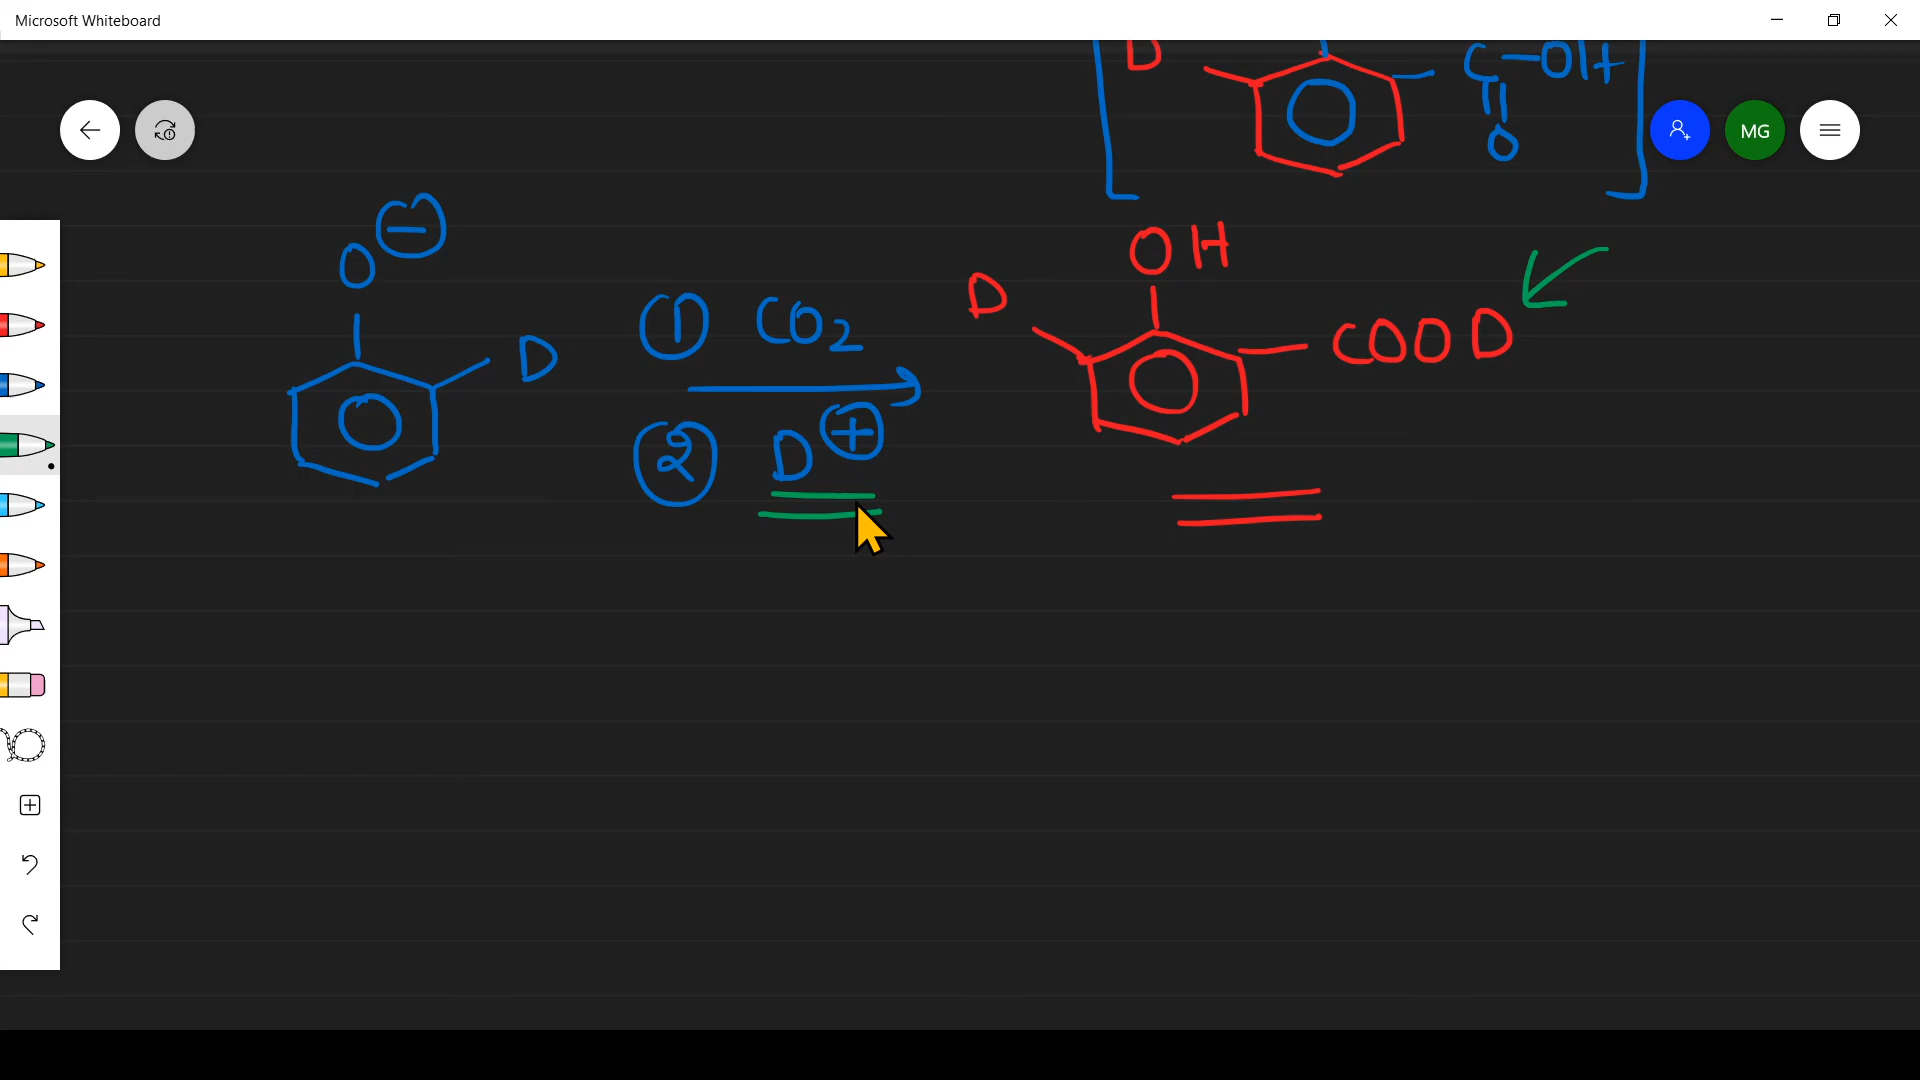 Microsoft Whiteboard
D
C-OH
O
MG
O⊖
OH
D
D
① CO₂
COOD
② D⊕